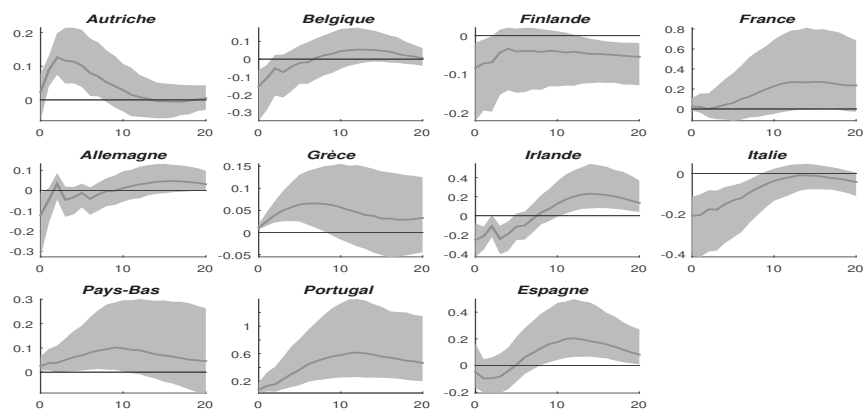 Autriche
0.2
0.1
0
0 10 20
Belgique
0.1
0
-0.1
-0.3
0 10 20
Finlande
0
-0.1
-0.2
0 10 20
France
0.8
0.6
0.4
0.2
0
0 10 20
Allemagne
0.1
0
-0.1
-0.2
-0.3
0 10 20
Grèce
0.15
0.1
0.05
0
-0.05
0 10 20
Irlande
0.4
0.2
0
-0.2
-0.4
0 10 20
Italie
0
-0.2
-0.4
0 10 20
Pays-Bas
0.3
0.2
0.1
0
0 10 20
Portugal
1
0.6
0.2
0 10 20
Espagne
0.4
0.2
0
-0.2
0 10 20